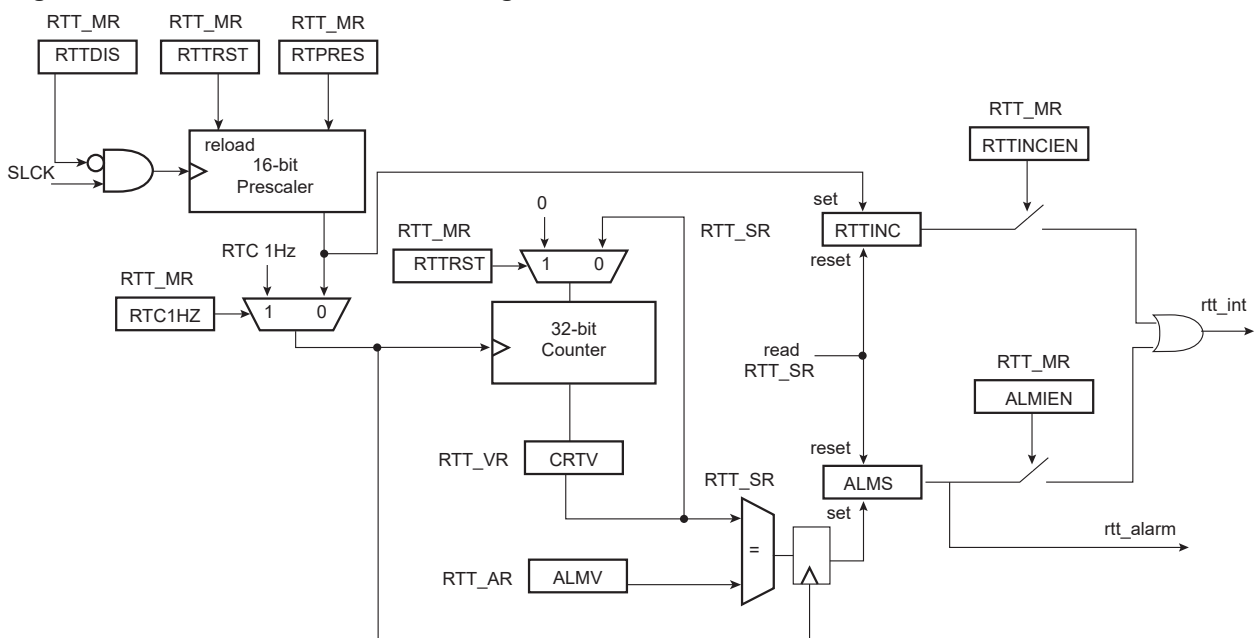 RTT_MR RTT_MR RTT_MR
RTTDIS RTTRST RTPRES
reload
16-bit
Prescaler
SLCK
RTT_MR
RTTINCIEN
0
set
RTT_MR
RTT_SR
RTTINC
RTC 1Hz
RTTRST
1 0
reset
RTT_MR
RTC1HZ
1 0
32-bit
Counter
rtt_int
read
RTT_SR
RTT_MR
ALMIEN
reset
RTT_VR
CRTV
RTT_SR
ALMS
set
rtt_alarm
=
RTT_AR
ALMV